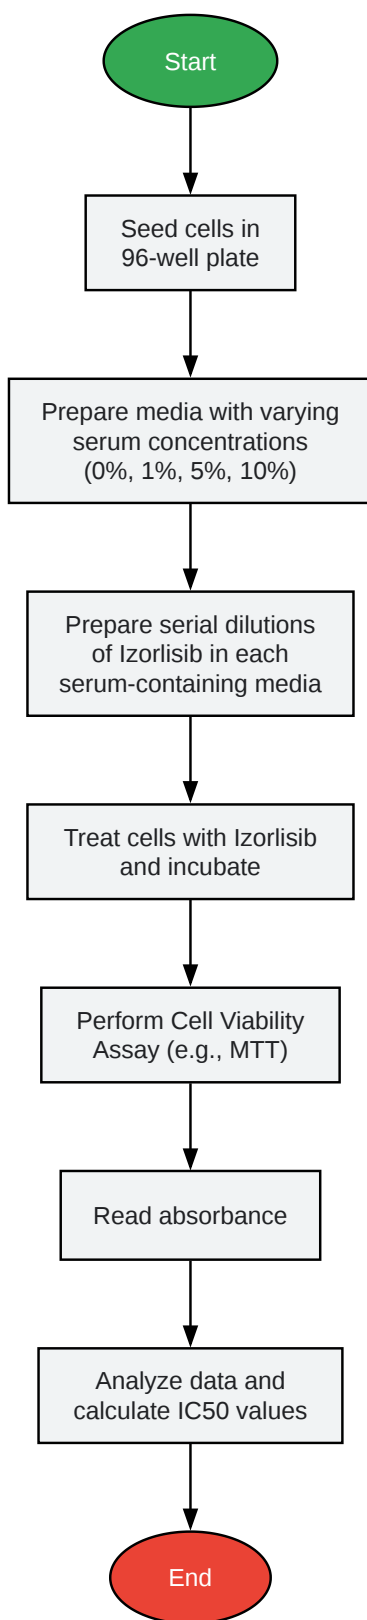 Start
Seed cells in
96-well plate
Prepare media with varying
serum concentrations
(0%, 1%, 5%, 10%)
Prepare serial dilutions
of Izorlisib in each
serum-containing media
Treat cells with Izorlisib
and incubate
Perform Cell Viability
Assay (e.g., MTT)
Read absorbance
Analyze data and
calculate IC50 values
End